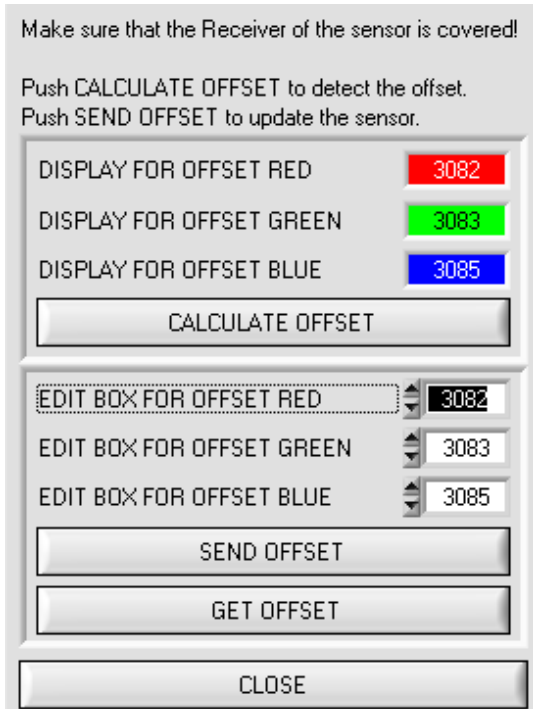 Make sure that the Receiver of the sensor is covered!
Push CALCULATE OFFSET to detect the offset.
Push SEND OFFSET to update the sensor.
DISPLAY FOR OFFSET RED 3082
DISPLAY FOR OFFSET GREEN 3083
DISPLAY FOR OFFSET BLUE 3085
CALCULATE OFFSET
EDIT BOX FOR OFFSET RED 3082
EDIT BOX FOR OFFSET GREEN 3083
EDIT BOX FOR OFFSET BLUE 3085
SEND OFFSET
GET OFFSET
CLOSE